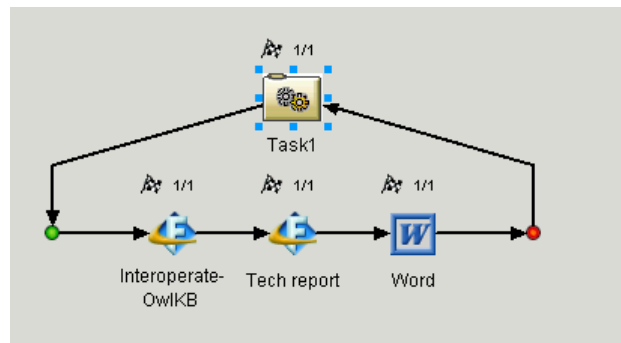 1/1
Task1
1/1 1/1 1/1
Interoperate- Tech report Word
OwlKB